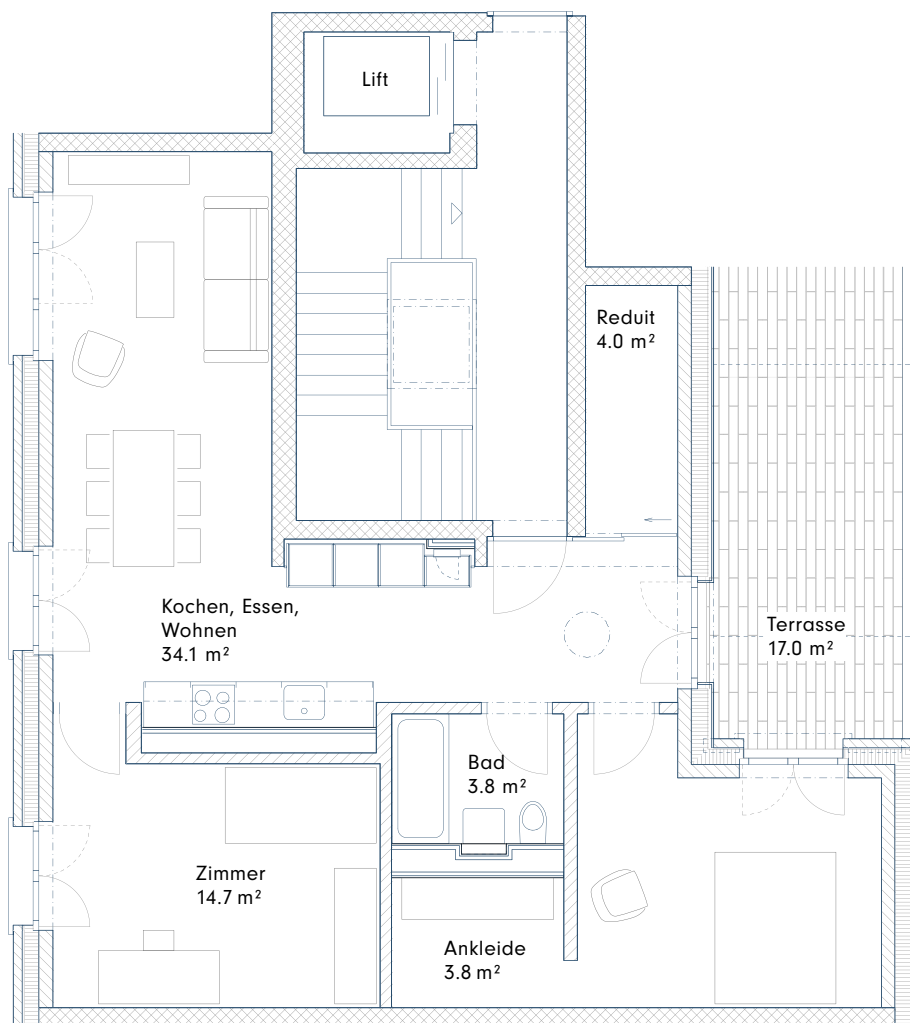 Lift
Reduit
4.0 m²
Kochen, Essen,
Wohnen
34.1 m²
Terrasse
17.0 m²
Bad
3.8 m²
Zimmer
14.7 m²
Ankleide
3.8 m²